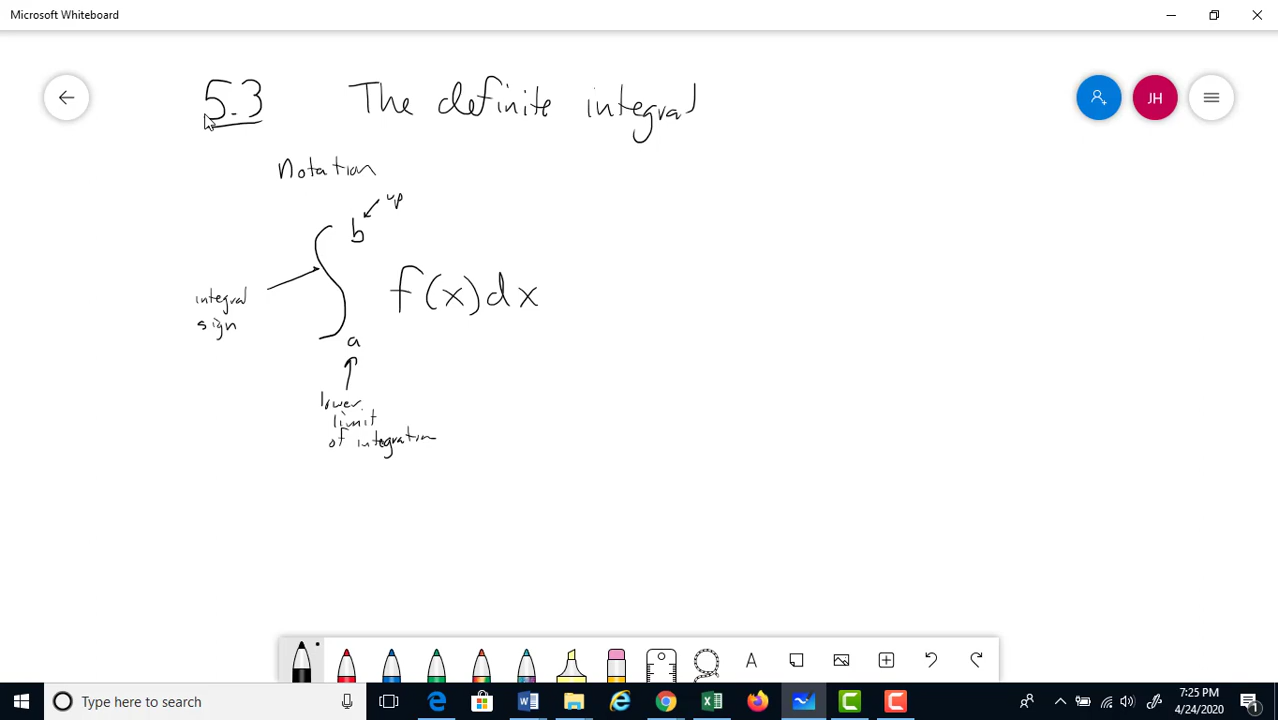 Microsoft Whiteboard
5.3 The definite integral
JH
Notation
up
b
∫ f(x)dx
integral
sign
a
lower
limit
of integration
A
Type here to search
7:25 PM
4/24/2020
1